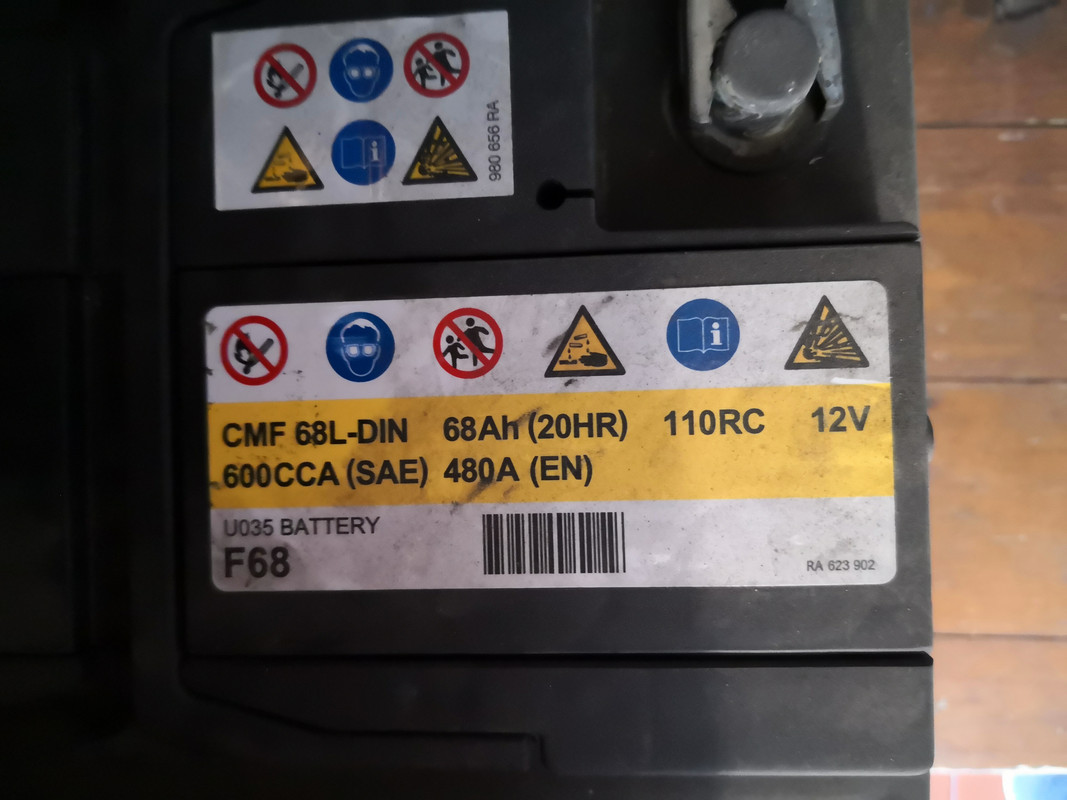 980 656 RA
CMF 68L-DIN 68Ah (20HR) 110RC 12V
600CCA (SAE) 480A (EN)
U035 BATTERY
F68
RA 623 902